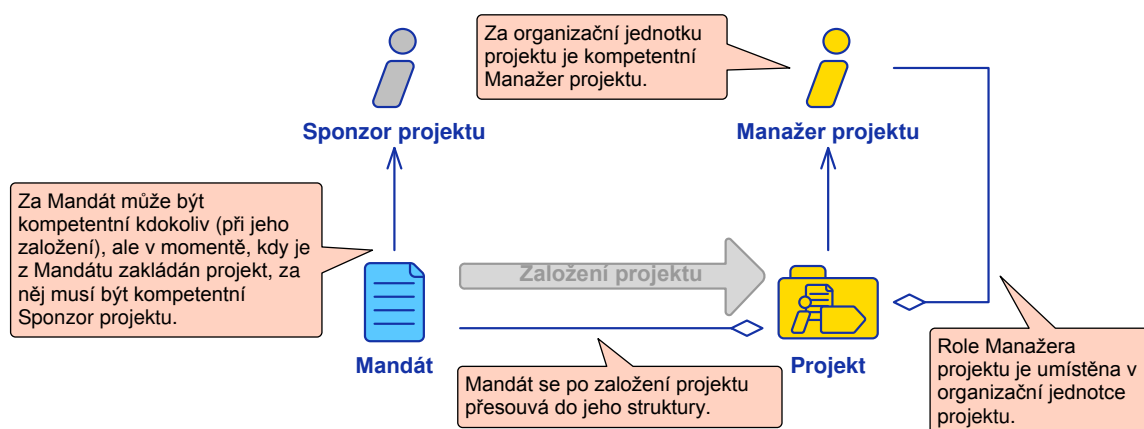 Za organizační jednotku
projektu je kompetentní
Manažer projektu.
Sponzor projektu
Manažer projektu
Za Mandát může být
kompetentní kdokoliv (při jeho
založení), ale v momentě, kdy je
z Mandátu zakládán projekt, za
něj musí být kompetentní
Sponzor projektu.
Založení projektu
Mandát
Projekt
Mandát se po založení projektu
přesouvá do jeho struktury.
Role Manažera
projektu je umístěna v
organizační jednotce
projektu.